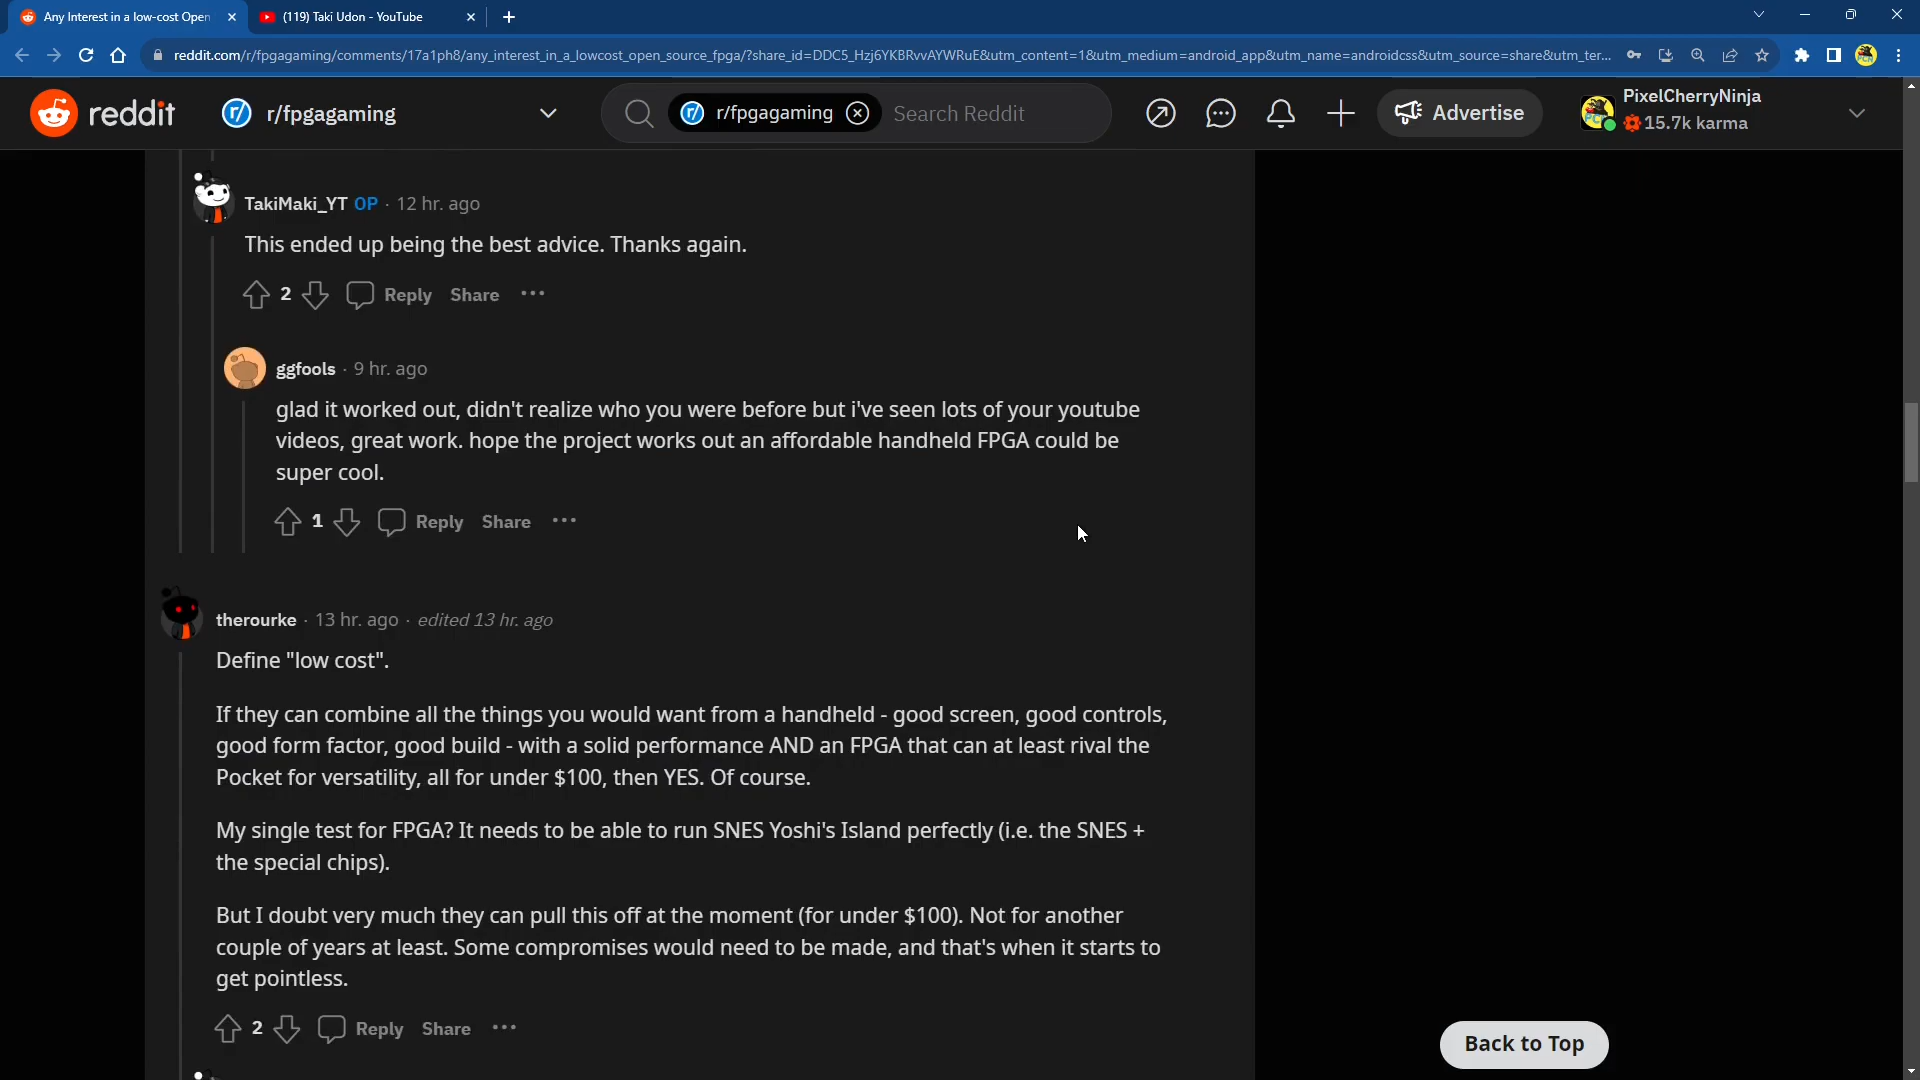 Any Interest in a low-cost Open
(119) Taki Udon - YouTube
reddit.com/r/fpgagaming/comments/17a1ph8/any_interest_in_a_lowcost_open_source_fpga/?share_id=DDC5_Hzj6YKBRvvAYWRuE&utm_content=1&utm_medium=android_app&utm_name=androidcss&utm_source=share&utm_ter...
reddit
r/fpgagaming
r/fpgagaming
Search Reddit
Advertise
PixelCherryNinja
15.7k karma
TakiMaki_YT OP · 12 hr. ago
This ended up being the best advice. Thanks again.
2 Reply Share ...
ggfools · 9 hr. ago
glad it worked out, didn't realize who you were before but i've seen lots of your youtube
videos, great work. hope the project works out an affordable handheld FPGA could be
super cool.
1 Reply Share ...
therourke · 13 hr. ago · edited 13 hr. ago
Define "low cost".
If they can combine all the things you would want from a handheld - good screen, good controls,
good form factor, good build - with a solid performance AND an FPGA that can at least rival the
Pocket for versatility, all for under $100, then YES. Of course.
My single test for FPGA? It needs to be able to run SNES Yoshi's Island perfectly (i.e. the SNES +
the special chips).
But I doubt very much they can pull this off at the moment (for under $100). Not for another
couple of years at least. Some compromises would need to be made, and that's when it starts to
get pointless.
2 Reply Share ...
Back to Top